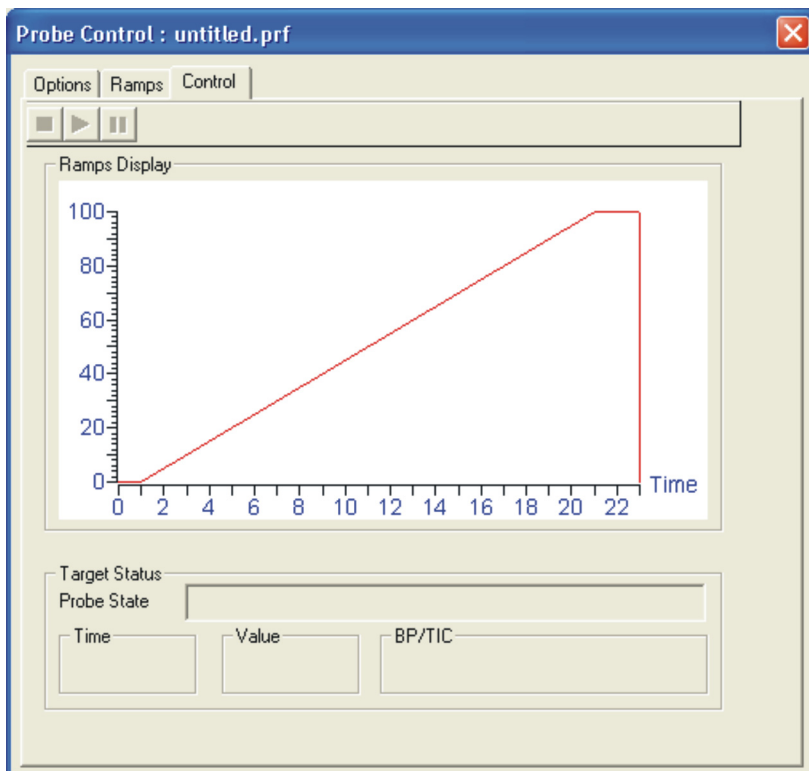 Probe Control : untitled.prf
Options Ramps Control
Ramps Display
100
80
60
40
20
0
0 2 4 6 8 10 12 14 16 18 20 22 Time
Target Status
Probe State
Time Value BP/TIC